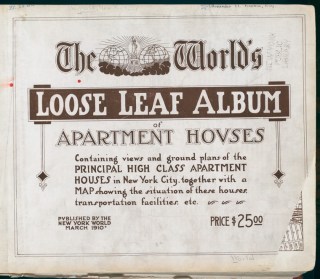 The World's
LOOSE LEAF ALBUM
of
APARTMENT HOVSES
Containing views and ground plans of the
PRINCIPAL HIGH CLASS APARTMENT
HOUSES in New York City, together with a
MAP showing the situation of these houses,
transportation facilities, etc.
PUBLISHED BY THE
NEW YORK WORLD
MARCH 1910
PRICE $25.00